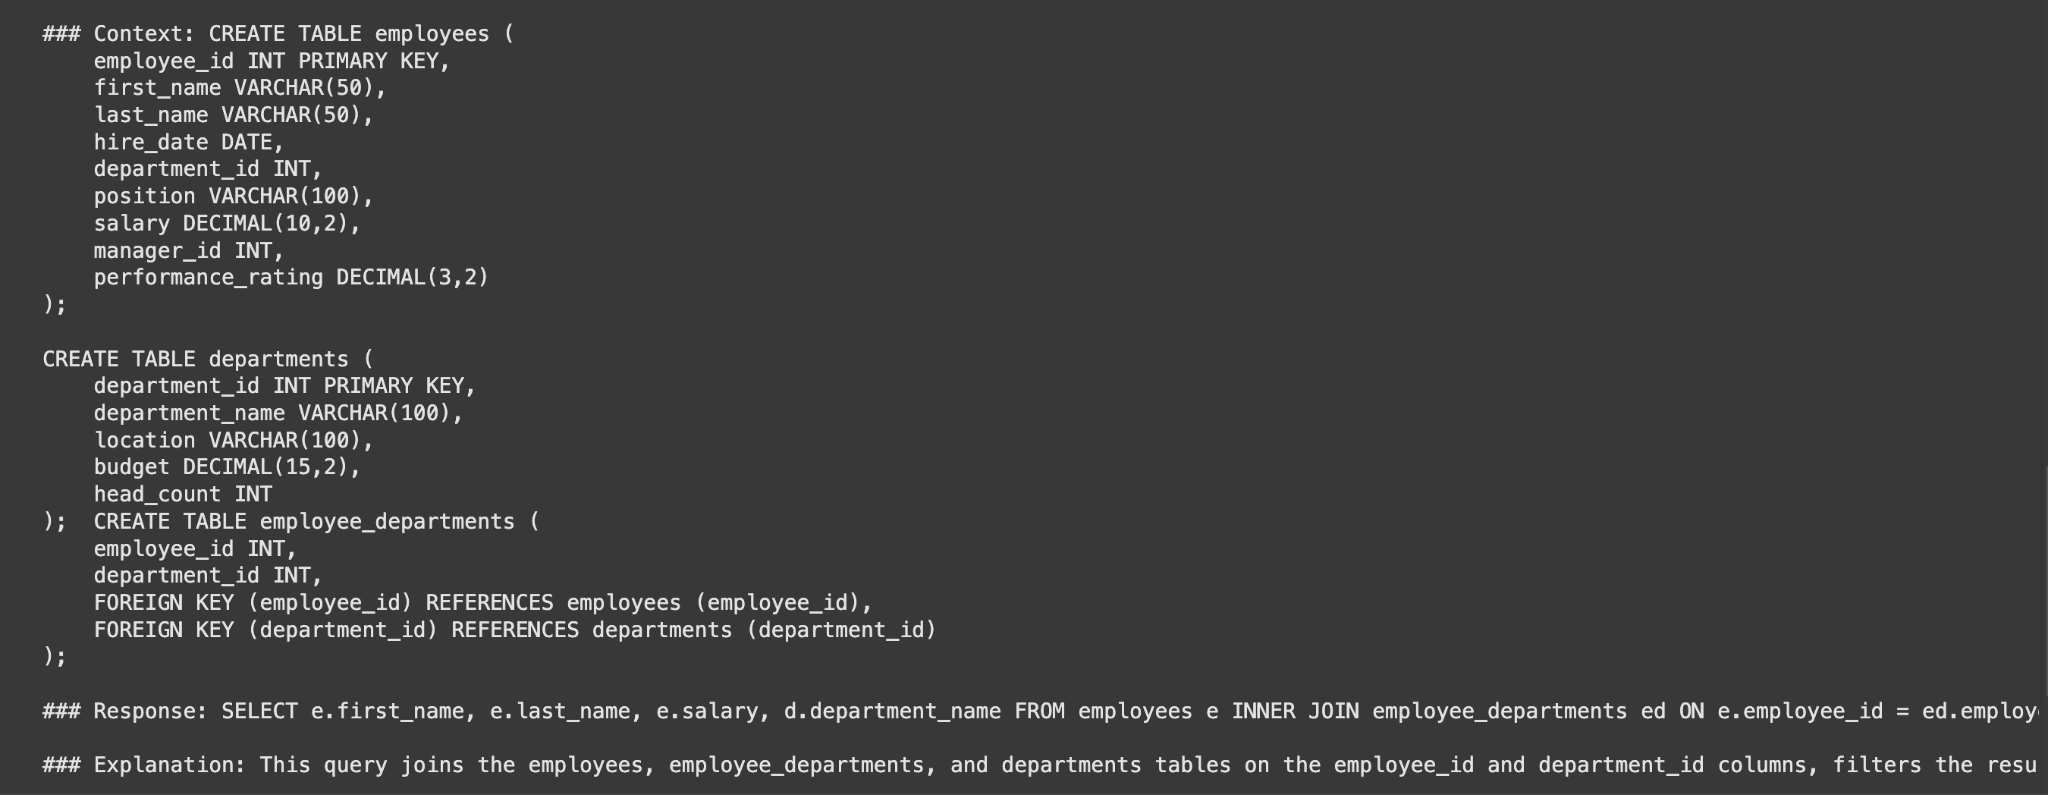 ### Context: CREATE TABLE employees (
    employee_id INT PRIMARY KEY,
    first_name VARCHAR(50),
    last_name VARCHAR(50),
    hire_date DATE,
    department_id INT,
    position VARCHAR(100),
    salary DECIMAL(10,2),
    manager_id INT,
    performance_rating DECIMAL(3,2)
);

CREATE TABLE departments (
    department_id INT PRIMARY KEY,
    department_name VARCHAR(100),
    location VARCHAR(100),
    budget DECIMAL(15,2),
    head_count INT
);  CREATE TABLE employee_departments (
    employee_id INT,
    department_id INT,
    FOREIGN KEY (employee_id) REFERENCES employees (employee_id),
    FOREIGN KEY (department_id) REFERENCES departments (department_id)
);

### Response: SELECT e.first_name, e.last_name, e.salary, d.department_name FROM employees e INNER JOIN employee_departments ed ON e.employee_id = ed.employ

### Explanation: This query joins the employees, employee_departments, and departments tables on the employee_id and department_id columns, filters the resu